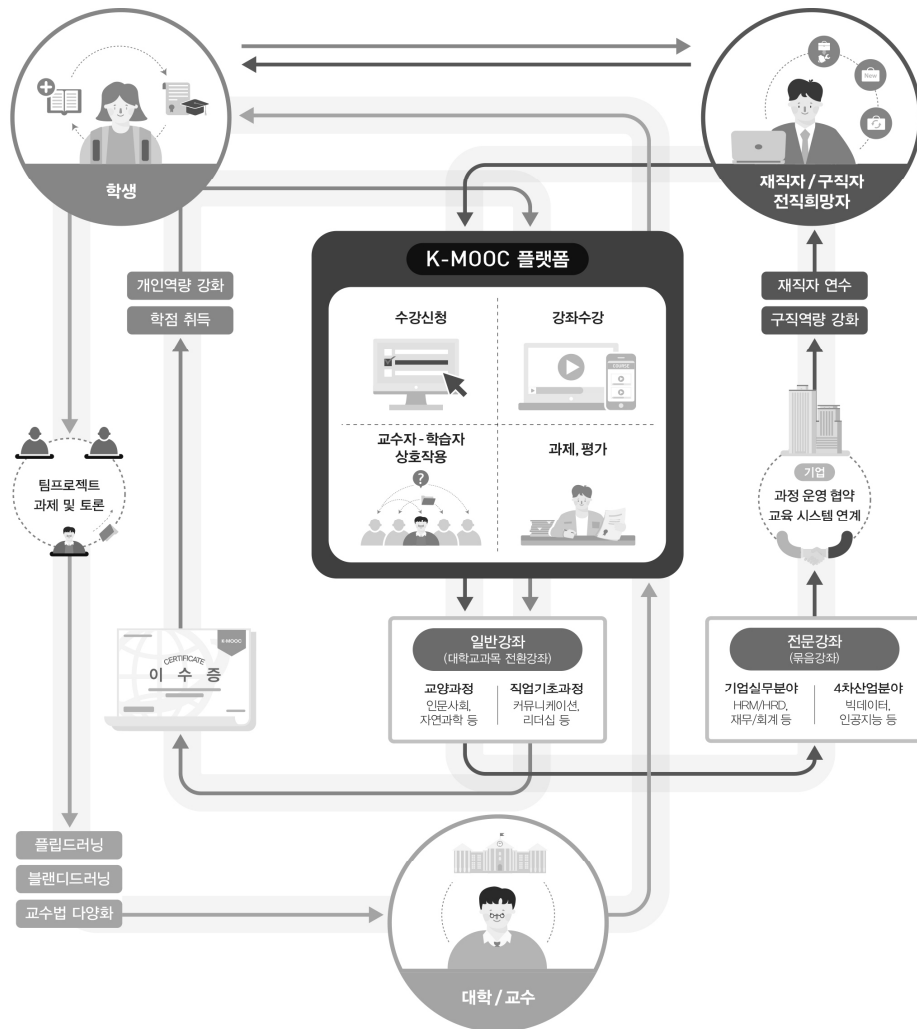 New
학생
재직자 / 구직자
전직희망자
K-MOOC 플랫폼
개인역량 강화
학점 취득
수강신청
강좌수강
COURSE
재직자 연수
구직역량 강화
교수자 - 학습자
상호작용
?
과제, 평가
팀프로젝트
과제 및 토론
기업
과정 운영 협약
교육 시스템 연계
K-MOOC
CERTIFICATE
이 수 증
일반강좌
(대학교과목 전환강좌)
교양과정
인문사회,
자연과학 등
직업기초과정
커뮤니케이션,
리더십 등
전문강좌
(묶음강좌)
기업실무분야
HRM/HRD,
재무/회계 등
4차산업분야
빅데이터,
인공지능 등
플립드러닝
블랜디드러닝
교수법 다양화
대학 / 교수